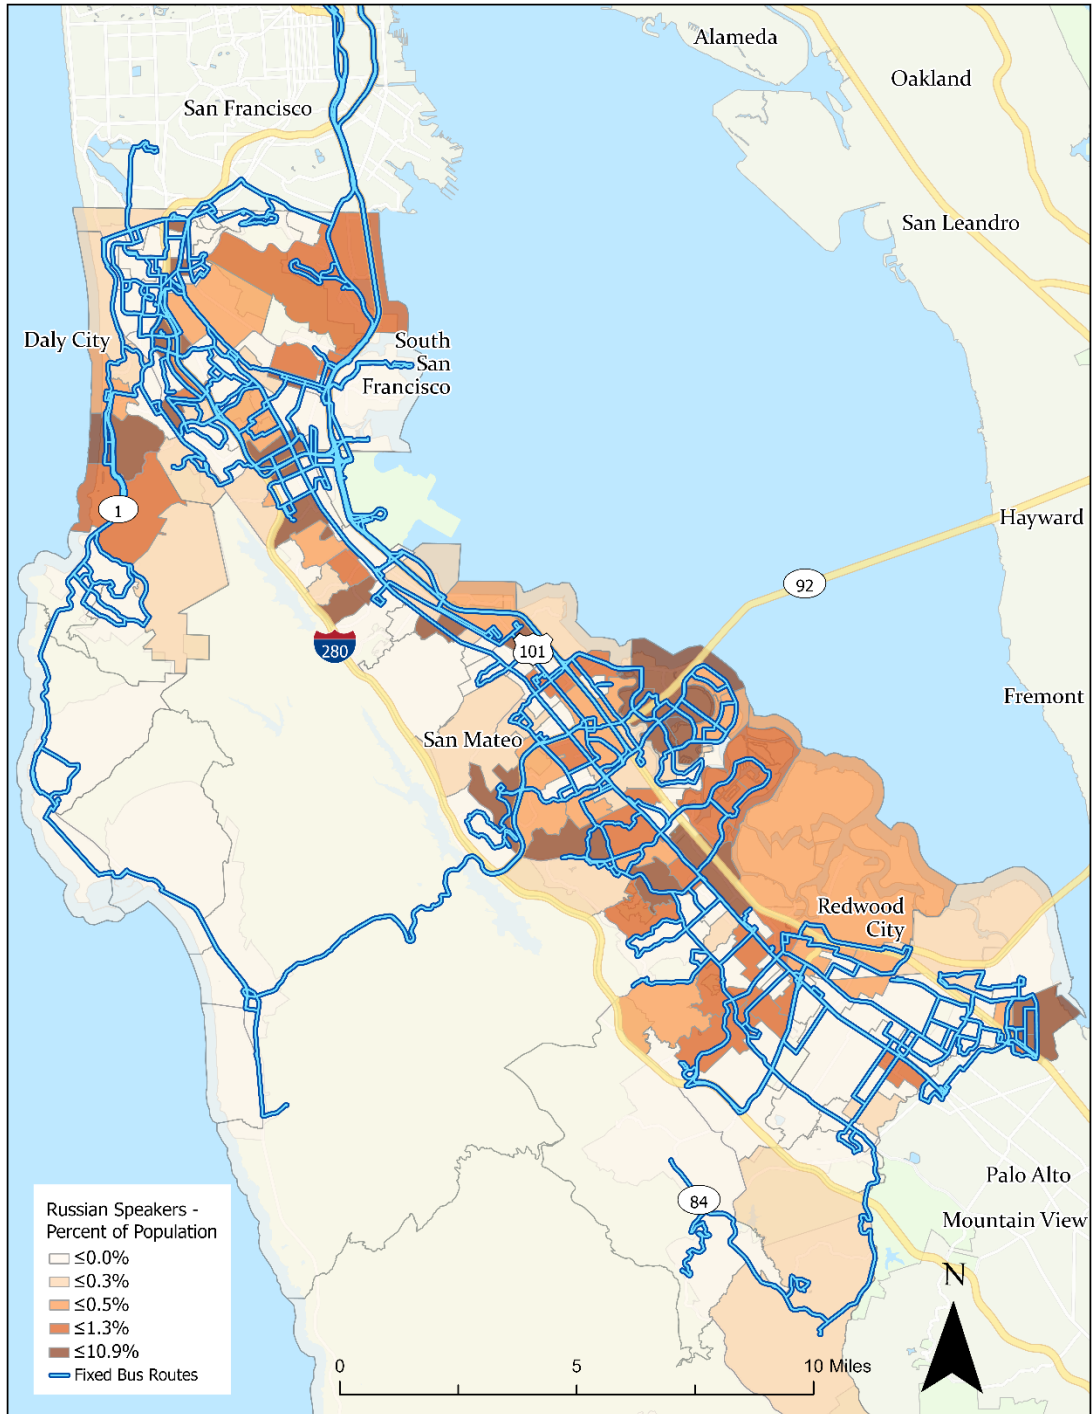 Alameda
Oakland
San Francisco
San Leandro
Daly City
South
San
Francisco
1
Hayward
92
280
101
Fremont
San Mateo
Redwood
City
84
Palo Alto
Mountain View
Russian Speakers -
Percent of Population
≤0.0%
≤0.3%
≤0.5%
≤1.3%
≤10.9%
Fixed Bus Routes
N
0 5 10 Miles